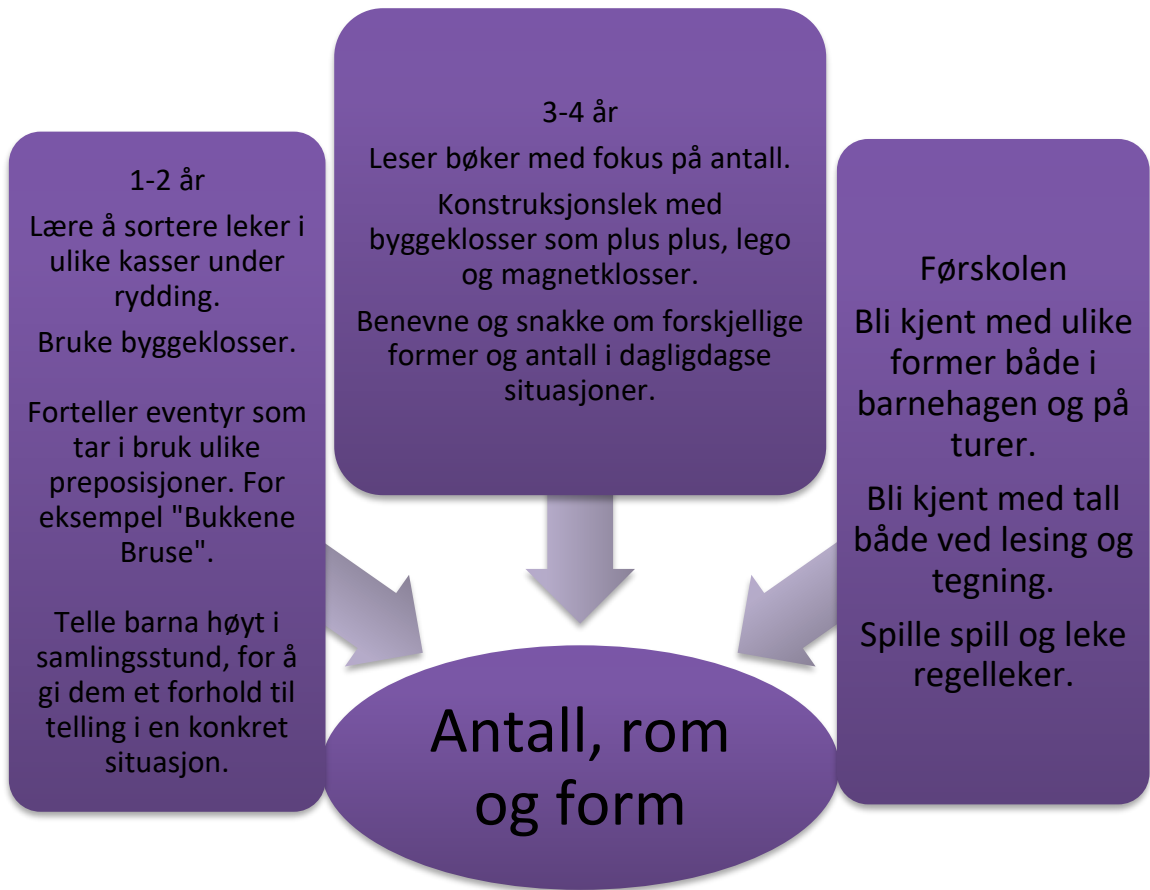 1-2 år
Lære å sortere leker i
ulike kasser under
rydding.
Bruke byggeklosser.
Forteller eventyr som
tar i bruk ulike
preposisjoner. For
eksempel "Bukkene
Bruse".
Telle barna høyt i
samlingsstund, for å
gi dem et forhold til
telling i en konkret
situasjon.
3-4 år
Leser bøker med fokus på antall.
Konstruksjonslek med
byggeklosser som plus plus, lego
og magnetklosser.
Benevne og snakke om forskjellige
former og antall i dagligdagse
situasjoner.
Førskolen
Bli kjent med ulike
former både i
barnehagen og på
turer.
Bli kjent med tall
både ved lesing og
tegning.
Spille spill og leke
regelleker.
Antall, rom
og form